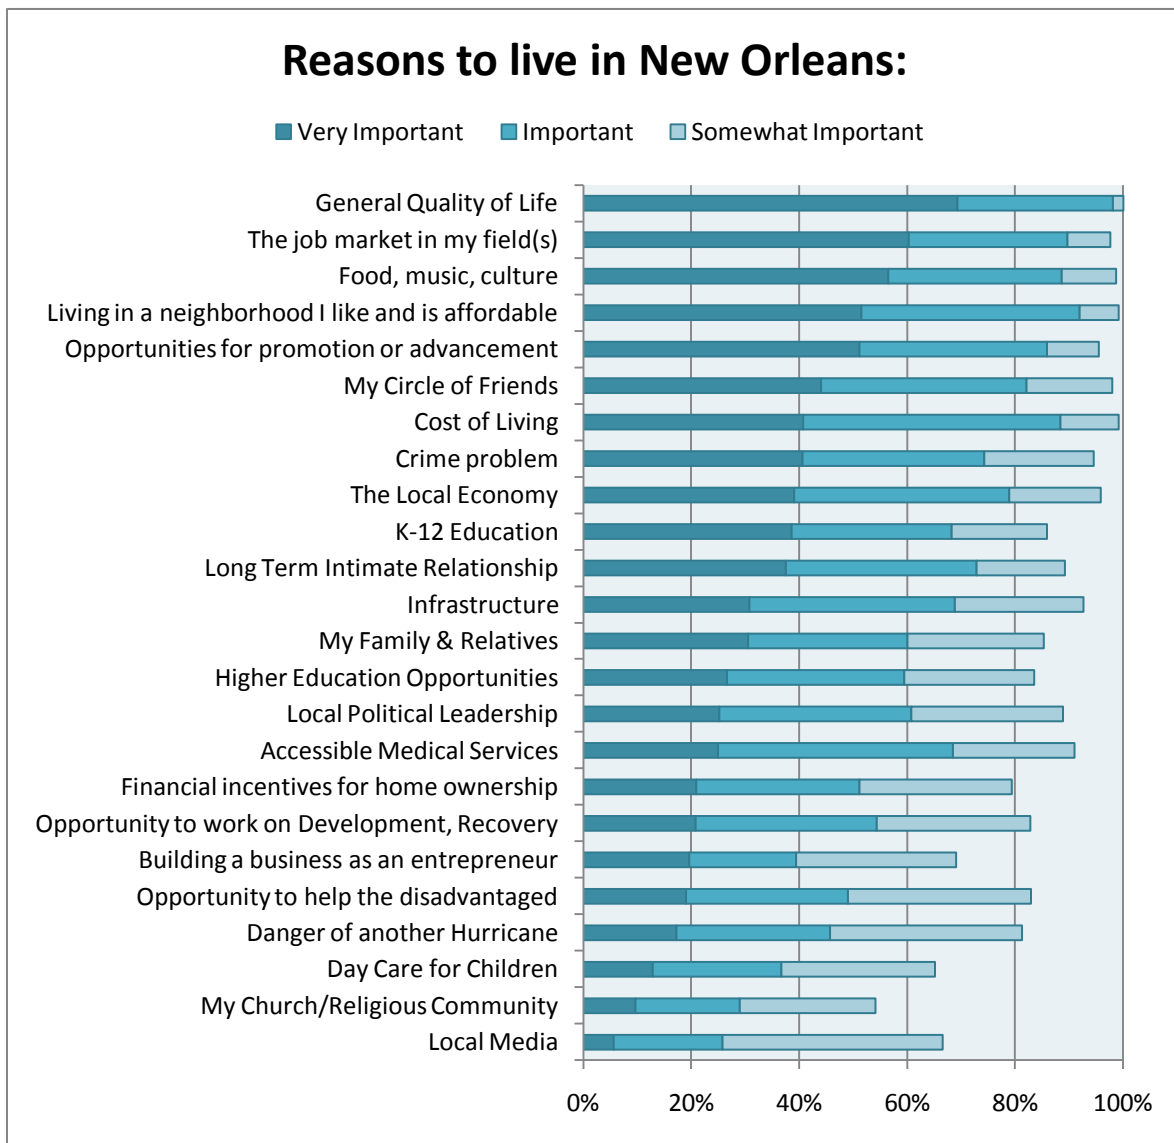 Reasons to live in New Orleans:
Very Important Important Somewhat Important
General Quality of Life
The job market in my field(s)
Food, music, culture
Living in a neighborhood I like and is affordable
Opportunities for promotion or advancement
My Circle of Friends
Cost of Living
Crime problem
The Local Economy
K-12 Education
Long Term Intimate Relationship
Infrastructure
My Family & Relatives
Higher Education Opportunities
Local Political Leadership
Accessible Medical Services
Financial incentives for home ownership
Opportunity to work on Development, Recovery
Building a business as an entrepreneur
Opportunity to help the disadvantaged
Danger of another Hurricane
Day Care for Children
My Church/Religious Community
Local Media
0% 20% 40% 60% 80% 100%